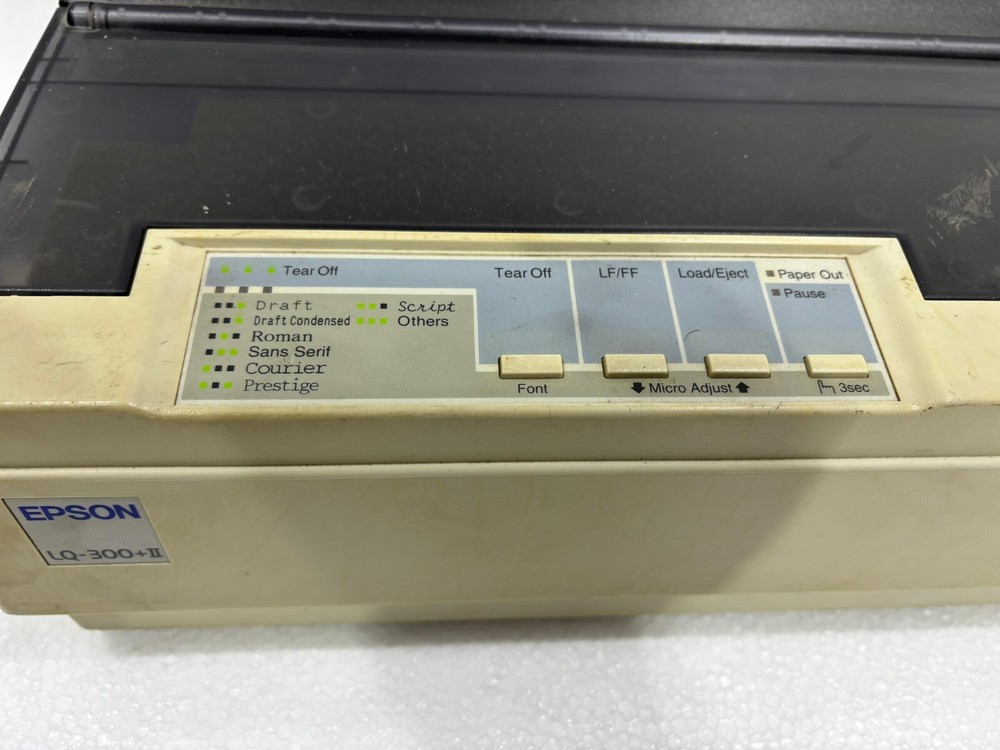 Tear Off
Tear Off
LF/FF
Load/Eject
Paper Out
Pause
Draft
Script
Draft Condensed
Others
Roman
Sans Serif
Courier
Prestige
Font
Micro Adjust
3sec
EPSON
LQ-300+II